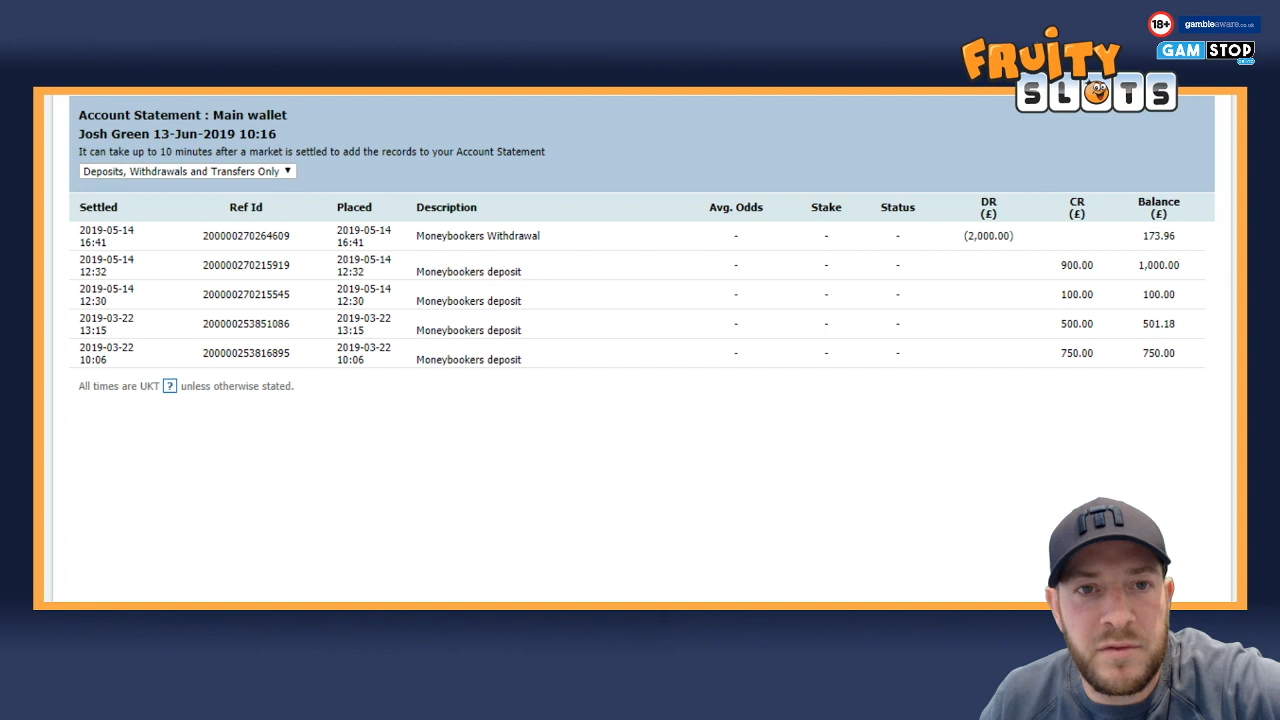 18+ gambleaware.co.uk
GAMSTOP
FRUITY
SLOTS
Account Statement : Main wallet
Josh Green 13-Jun-2019 10:16
It can take up to 10 minutes after a market is settled to add the records to your Account Statement
Deposits, Withdrawals and Transfers Only ▼
Settled Ref Id Placed Description Avg. Odds Stake Status DR (£) CR (£) Balance (£)
2019-05-14 16:41 200000270264609 2019-05-14 16:41 Moneybookers Withdrawal - - - (2,000.00) 173.96
2019-05-14 12:32 200000270215919 2019-05-14 12:32 Moneybookers deposit - - - 900.00 1,000.00
2019-05-14 12:30 200000270215545 2019-05-14 12:30 Moneybookers deposit - - - 100.00 100.00
2019-03-22 13:15 200000253851086 2019-03-22 13:15 Moneybookers deposit - - - 500.00 501.18
2019-03-22 10:06 200000253816895 2019-03-22 10:06 Moneybookers deposit - - - 750.00 750.00
All times are UKT ? unless otherwise stated.